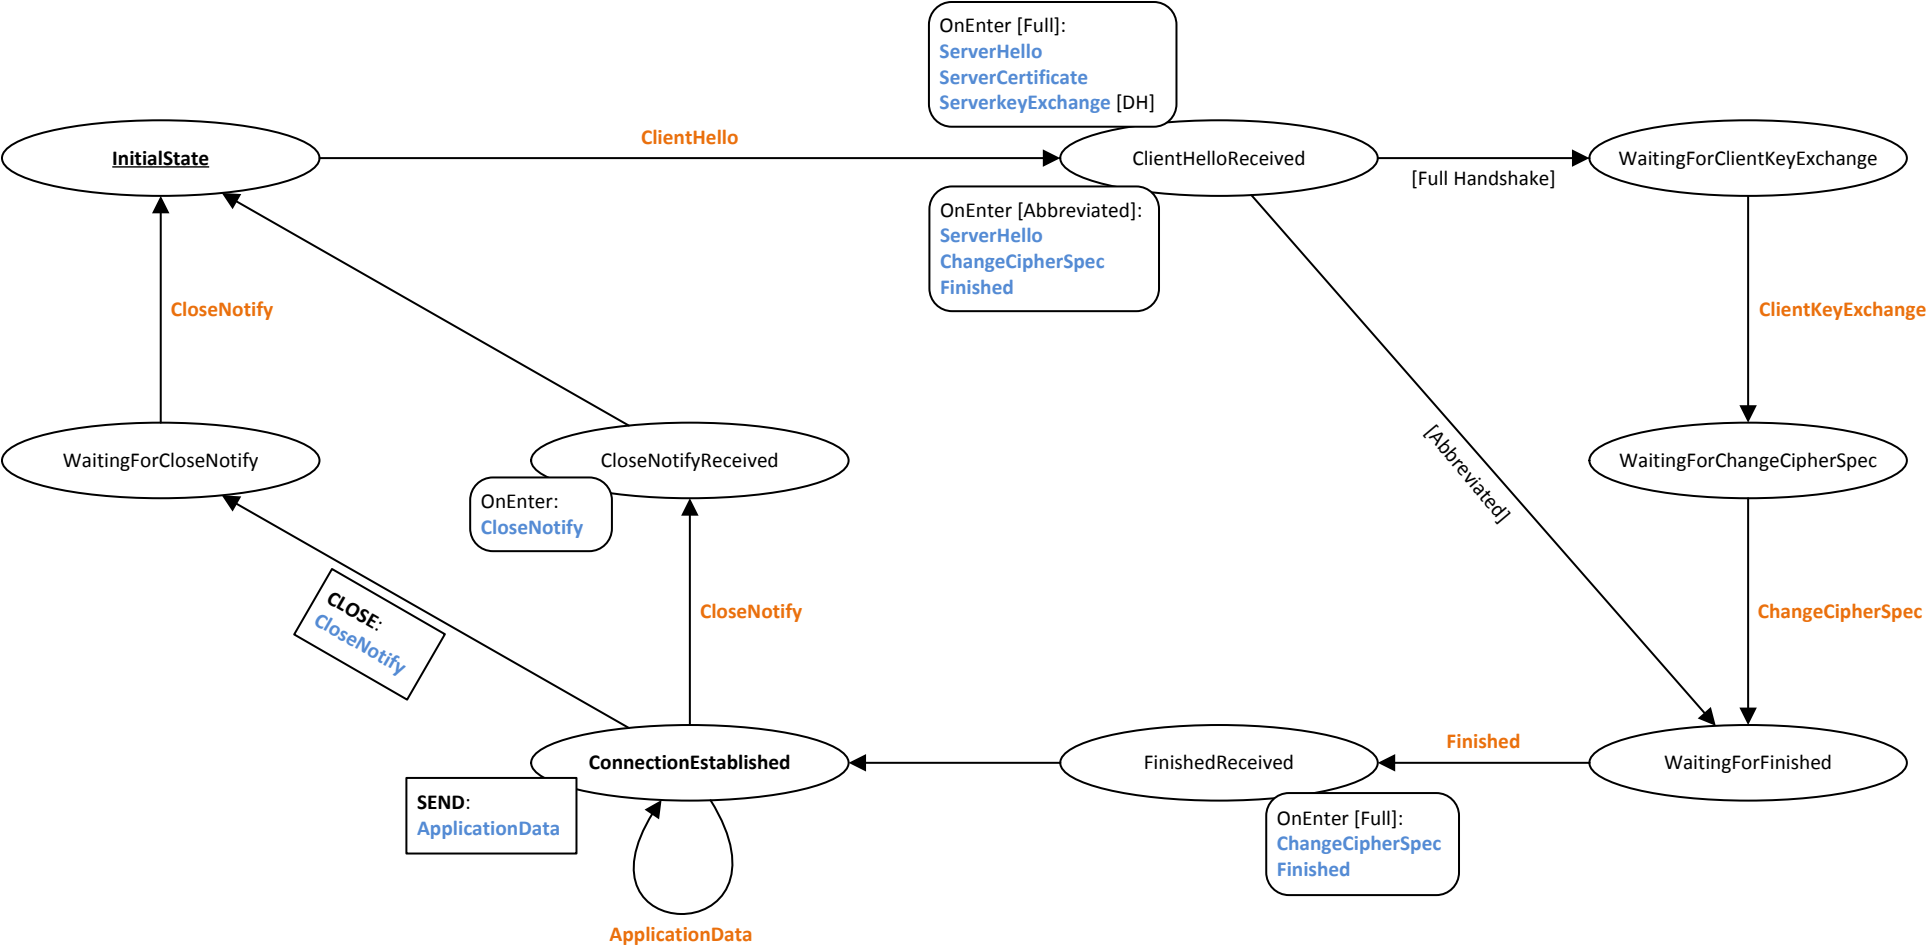 OnEnter [Full]:
ServerHello
ServerCertificate
ServerkeyExchange [DH]
ClientHello
InitialState
ClientHelloReceived
WaitingForClientKeyExchange
[Full Handshake]
OnEnter [Abbreviated]:
ServerHello
ChangeCipherSpec
Finished
CloseNotify
ClientKeyExchange
WaitingForCloseNotify
CloseNotifyReceived
[Abbreviated]
WaitingForChangeCipherSpec
OnEnter:
CloseNotify
CLOSE:
CloseNotify
CloseNotify
ChangeCipherSpec
Finished
ConnectionEstablished
FinishedReceived
WaitingForFinished
SEND:
ApplicationData
OnEnter [Full]:
ChangeCipherSpec
Finished
ApplicationData